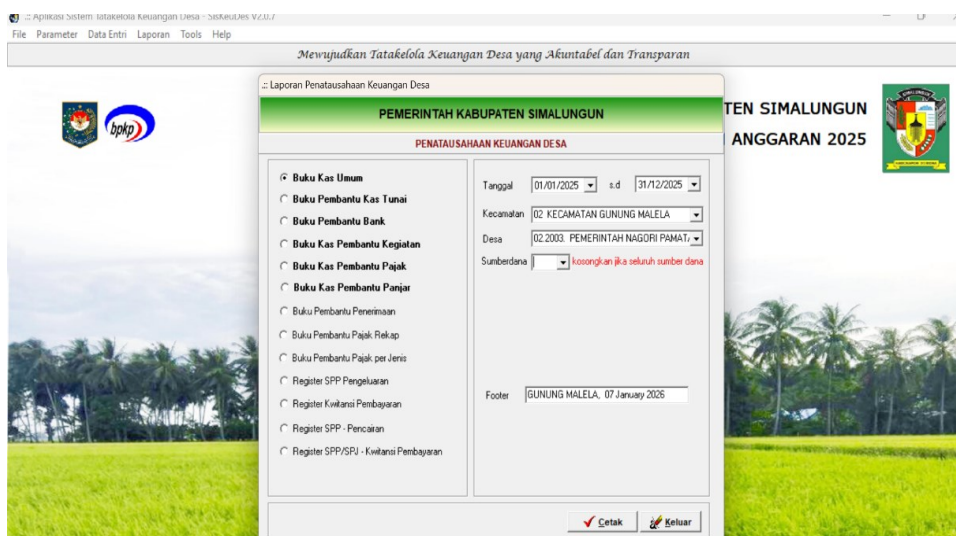 .:: Aplikasi Sistem Tatakelola Keuangan Desa - SISKEUDES V2.0.7
File Parameter Data Entri Laporan Tools Help
Mewujudkan Tatakelola Keuangan Desa yang Akuntabel dan Transparan
.:: Laporan Penatausahaan Keuangan Desa
bpkp
TEN SIMALUNGUN
ANGGARAN 2025
PEMERINTAH KABUPATEN SIMALUNGUN
PENATAUSAHAAN KEUANGAN DESA
Buku Kas Umum
Buku Pembantu Kas Tunai
Buku Pembantu Bank
Buku Kas Pembantu Kegiatan
Buku Kas Pembantu Pajak
Buku Kas Pembantu Panjar
Buku Pembantu Penerimaan
Buku Pembantu Pajak Rekap
Buku Pembantu Pajak per Jenis
Register SPP Pengeluaran
Register Kwitansi Pembayaran
Register SPP - Pencairan
Register SPP/SPJ - Kwitansi Pembayaran
Tanggal 01/01/2025 s.d 31/12/2025
Kecamatan 02 KECAMATAN GUNUNG MALELA
Desa 02.2003. PEMERINTAH NAGORI PAMAT
Sumberdana kosongkan jika seluruh sumber dana
Footer GUNUNG MALELA, 07 January 2026
Cetak Keluar